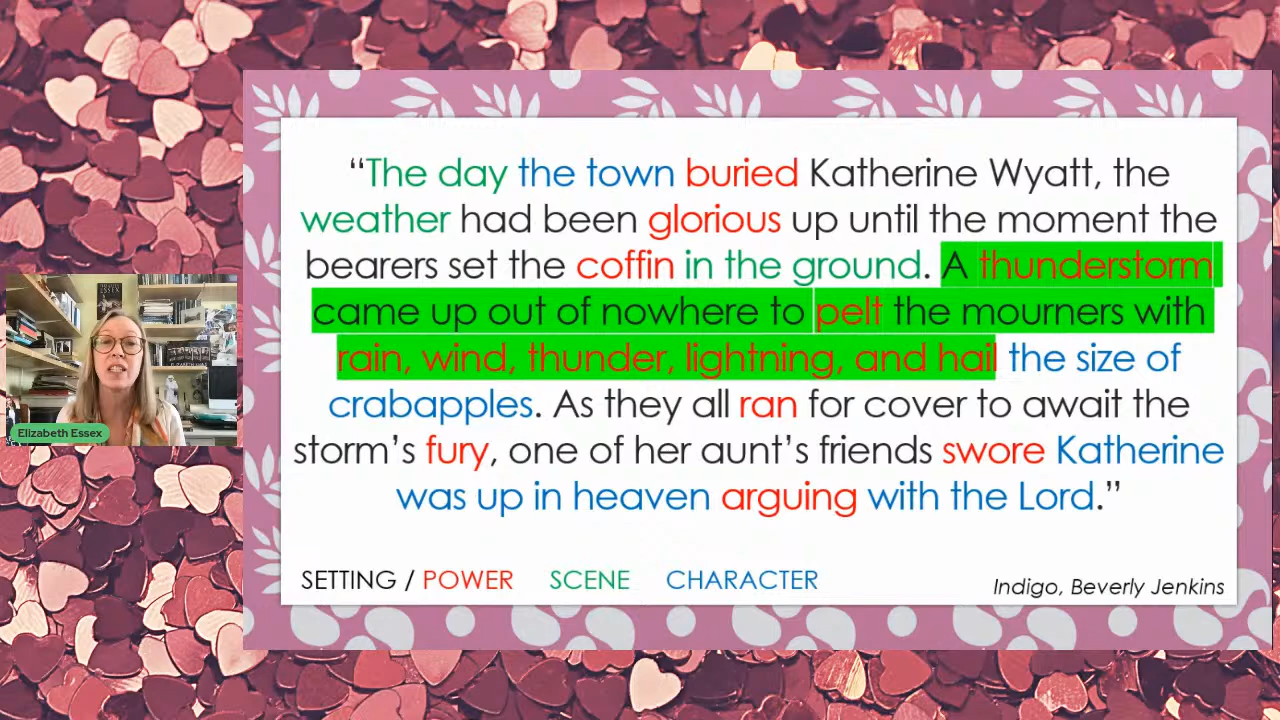 “The day the town buried Katherine Wyatt, the
weather had been glorious up until the moment the
bearers set the coffin in the ground. A thunderstorm
came up out of nowhere to pelt the mourners with
rain, wind, thunder, lightning, and hail the size of
crabapples. As they all ran for cover to await the
storm’s fury, one of her aunt’s friends swore Katherine
was up in heaven arguing with the Lord.”
SETTING / POWER SCENE CHARACTER
Indigo, Beverly Jenkins
Elizabeth Essex